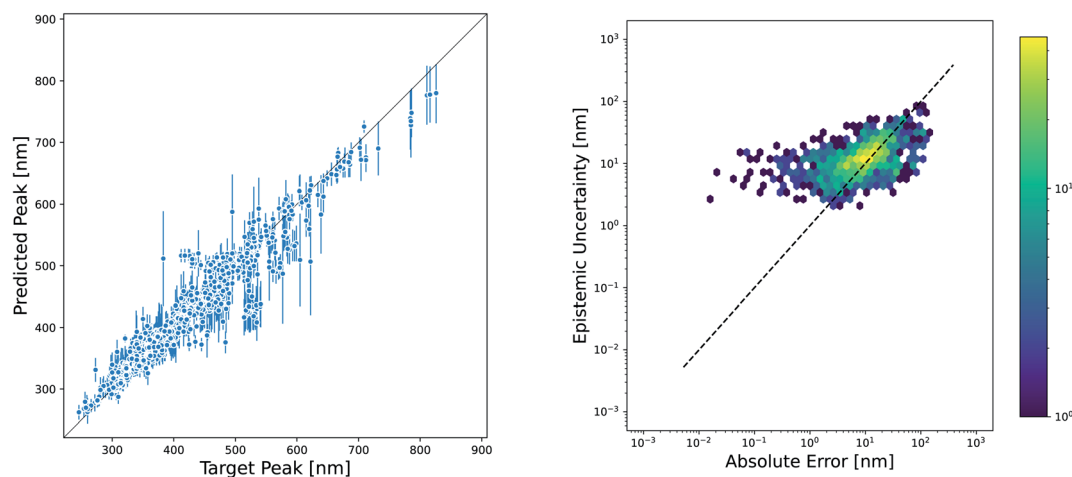 900
800
700
600
500
400
300
Predicted Peak [nm]
300 400 500 600 700 800 900
Target Peak [nm]
10³
10²
10¹
10⁰
10⁻¹
10⁻²
10⁻³
Epistemic Uncertainty [nm]
10⁻³ 10⁻² 10⁻¹ 10⁰ 10¹ 10² 10³
Absolute Error [nm]
10¹
10⁰